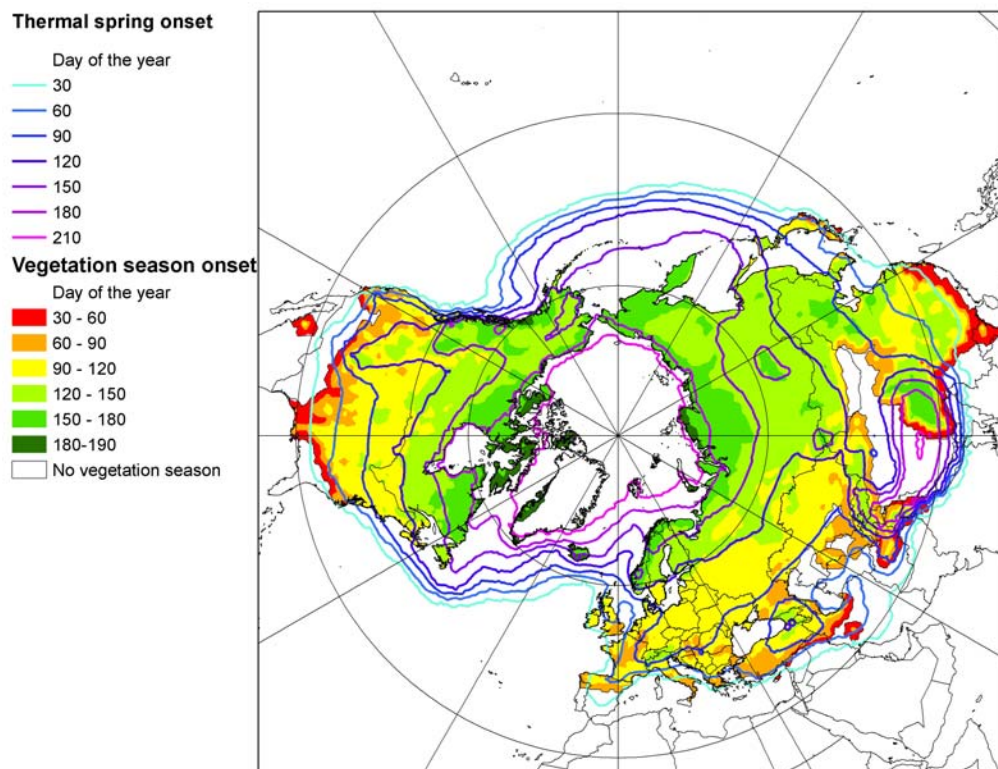 Thermal spring onset
Day of the year
30
60
90
120
150
180
210
Vegetation season onset
Day of the year
30 - 60
60 - 90
90 - 120
120 - 150
150 - 180
180-190
No vegetation season